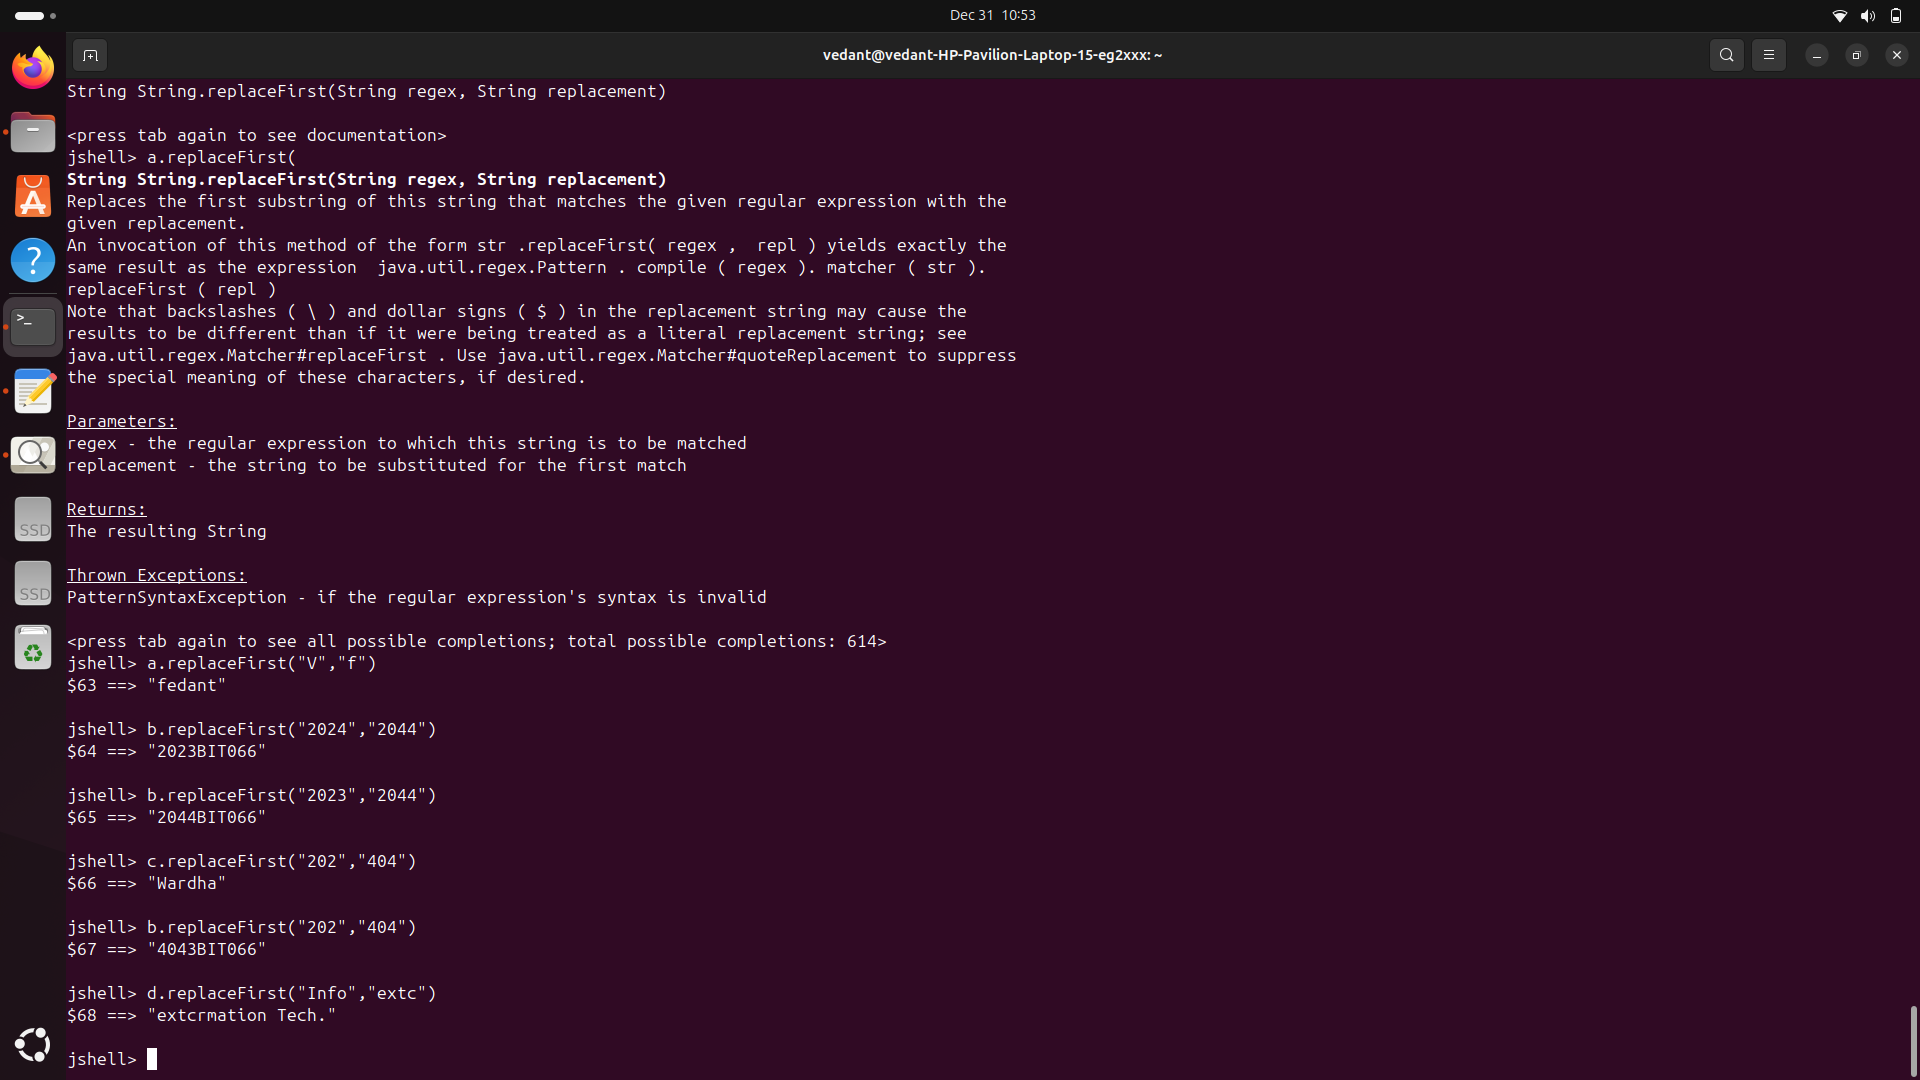 Dec 31 10:53
vedant@vedant-HP-Pavilion-Laptop-15-eg2xxx: ~
String String.replaceFirst(String regex, String replacement)
<press tab again to see documentation>
jshell> a.replaceFirst(
String String.replaceFirst(String regex, String replacement)
Replaces the first substring of this string that matches the given regular expression with the
given replacement.
An invocation of this method of the form str .replaceFirst( regex ,  repl ) yields exactly the
same result as the expression  java.util.regex.Pattern . compile ( regex ). matcher ( str ).
replaceFirst ( repl )
Note that backslashes ( \ ) and dollar signs ( $ ) in the replacement string may cause the
results to be different than if it were being treated as a literal replacement string; see
java.util.regex.Matcher#replaceFirst . Use java.util.regex.Matcher#quoteReplacement to suppress
the special meaning of these characters, if desired.
Parameters:
regex - the regular expression to which this string is to be matched
replacement - the string to be substituted for the first match
Returns:
The resulting String
Thrown Exceptions:
PatternSyntaxException - if the regular expression's syntax is invalid
<press tab again to see all possible completions; total possible completions: 614>
jshell> a.replaceFirst("V","f")
$63 ==> "fedant"
jshell> b.replaceFirst("2024","2044")
$64 ==> "2023BIT066"
jshell> b.replaceFirst("2023","2044")
$65 ==> "2044BIT066"
jshell> c.replaceFirst("202","404")
$66 ==> "Wardha"
jshell> b.replaceFirst("202","404")
$67 ==> "4043BIT066"
jshell> d.replaceFirst("Info","extc")
$68 ==> "extcrmation Tech."
jshell>
SSD
SSD